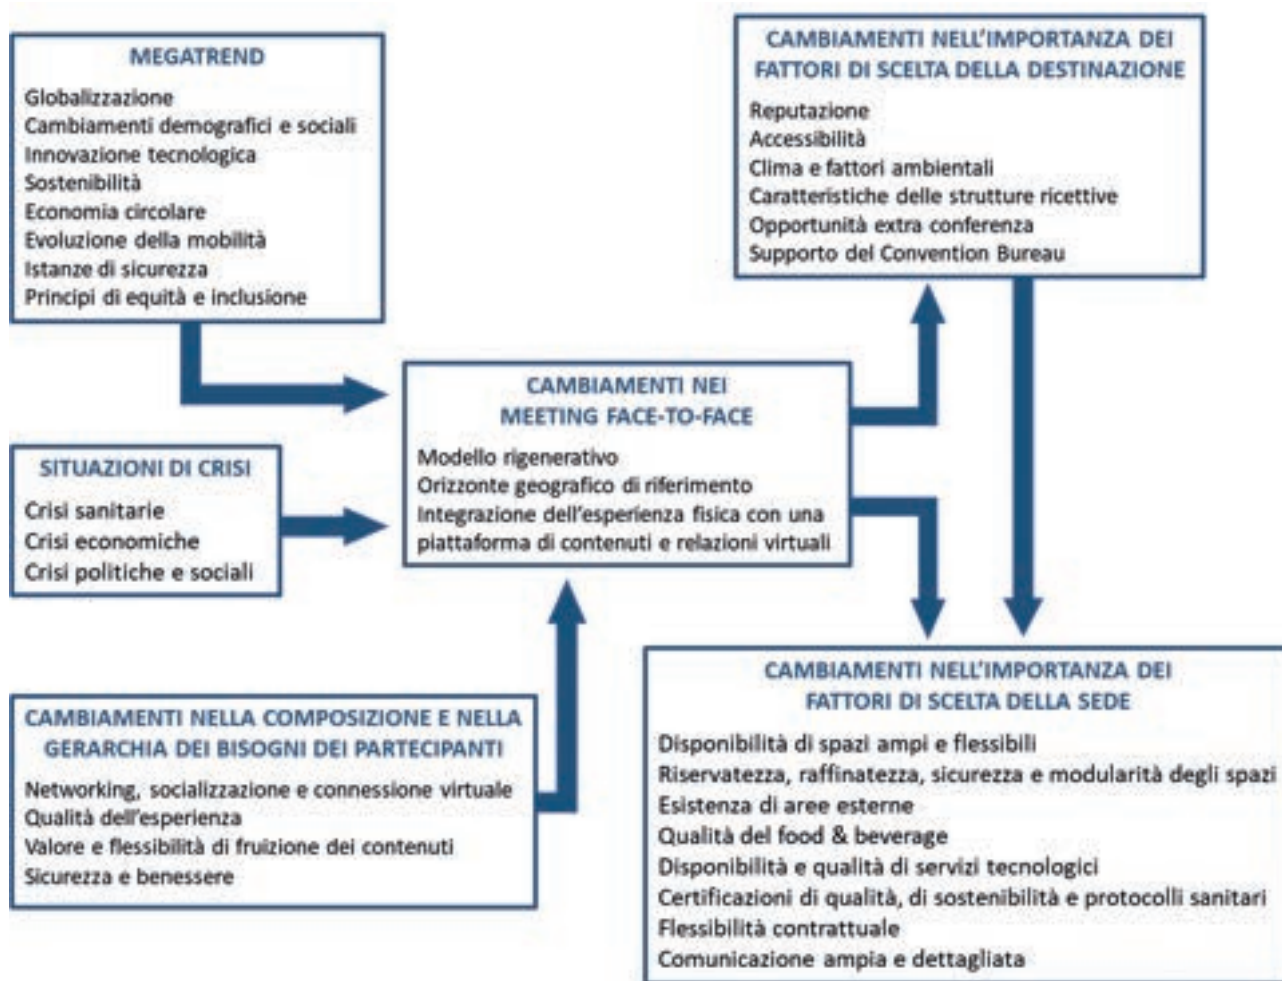 MEGATREND
Globalizzazione
Cambiamenti demografici e sociali
Innovazione tecnologica
Sostenibilità
Economia circolare
Evoluzione della mobilità
Istanze di sicurezza
Principi di equità e inclusione
CAMBIAMENTI NELL'IMPORTANZA DEI
FATTORI DI SCELTA DELLA DESTINAZIONE
Reputazione
Accessibilità
Clima e fattori ambientali
Caratteristiche delle strutture ricettive
Opportunità extra conferenza
Supporto del Convention Bureau
CAMBIAMENTI NEI
MEETING FACE-TO-FACE
Modello rigenerativo
Orizzonte geografico di riferimento
Integrazione dell'esperienza fisica con una
piattaforma di contenuti e relazioni virtuali
SITUAZIONI DI CRISI
Crisi sanitarie
Crisi economiche
Crisi politiche e sociali
CAMBIAMENTI NELLA COMPOSIZIONE E NELLA
GERARCHIA DEI BISOGNI DEI PARTECIPANTI
Networking, socializzazione e connessione virtuale
Qualità dell'esperienza
Valore e flessibilità di fruizione dei contenuti
Sicurezza e benessere
CAMBIAMENTI NELL'IMPORTANZA DEI
FATTORI DI SCELTA DELLA SEDE
Disponibilità di spazi ampi e flessibili
Riservatezza, raffinatezza, sicurezza e modularità degli spazi
Esistenza di aree esterne
Qualità del food & beverage
Disponibilità e qualità di servizi tecnologici
Certificazioni di qualità, di sostenibilità e protocolli sanitari
Flessibilità contrattuale
Comunicazione ampia e dettagliata